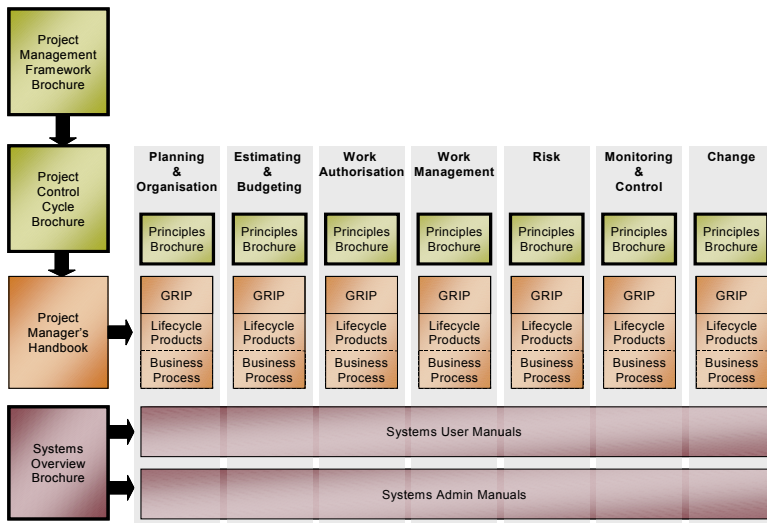 Project
Management
Framework
Brochure
Project
Control
Cycle
Brochure
Project
Manager's
Handbook
Systems
Overview
Brochure
Planning
&
Organisation
Estimating
&
Budgeting
Work
Authorisation
Work
Management
Risk
Monitoring
&
Control
Change
Principles
Brochure
Principles
Brochure
Principles
Brochure
Principles
Brochure
Principles
Brochure
Principles
Brochure
Principles
Brochure
GRIP
GRIP
GRIP
GRIP
GRIP
GRIP
GRIP
Lifecycle
Products
Lifecycle
Products
Lifecycle
Products
Lifecycle
Products
Lifecycle
Products
Lifecycle
Products
Lifecycle
Products
Business
Process
Business
Process
Business
Process
Business
Process
Business
Process
Business
Process
Business
Process
Systems User Manuals
Systems Admin Manuals